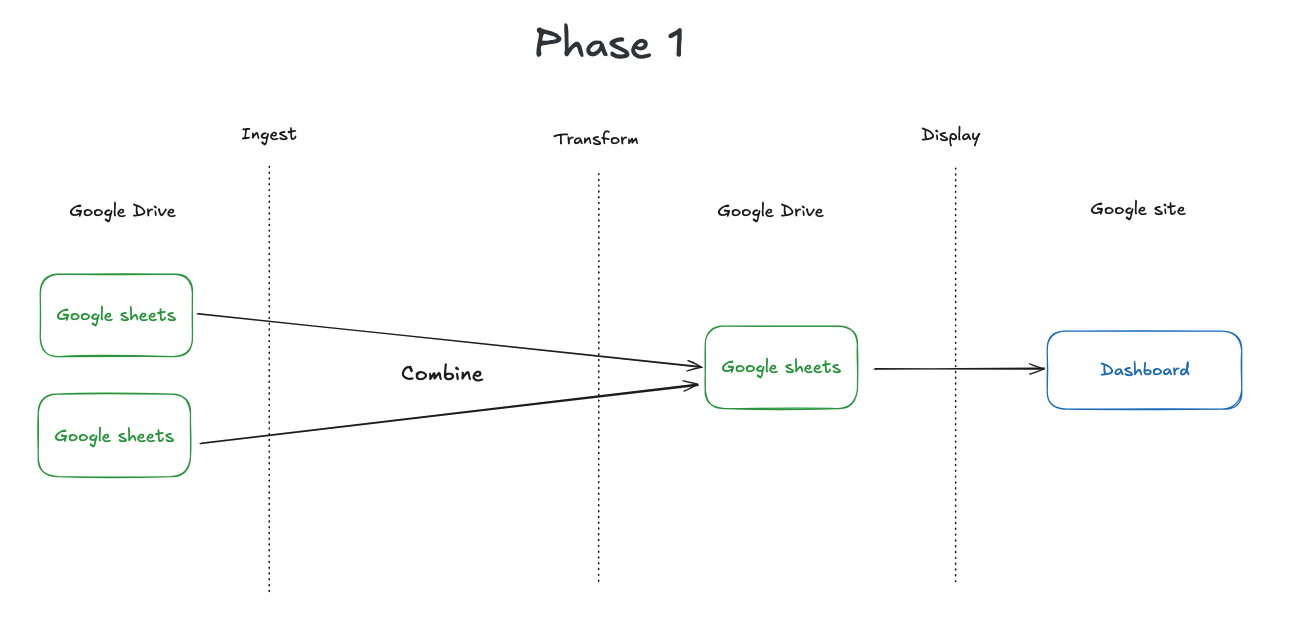 Phase 1
Ingest
Transform
Display
Google Drive
Google Drive
Google site
Google sheets
Google sheets
Combine
Google sheets
Dashboard